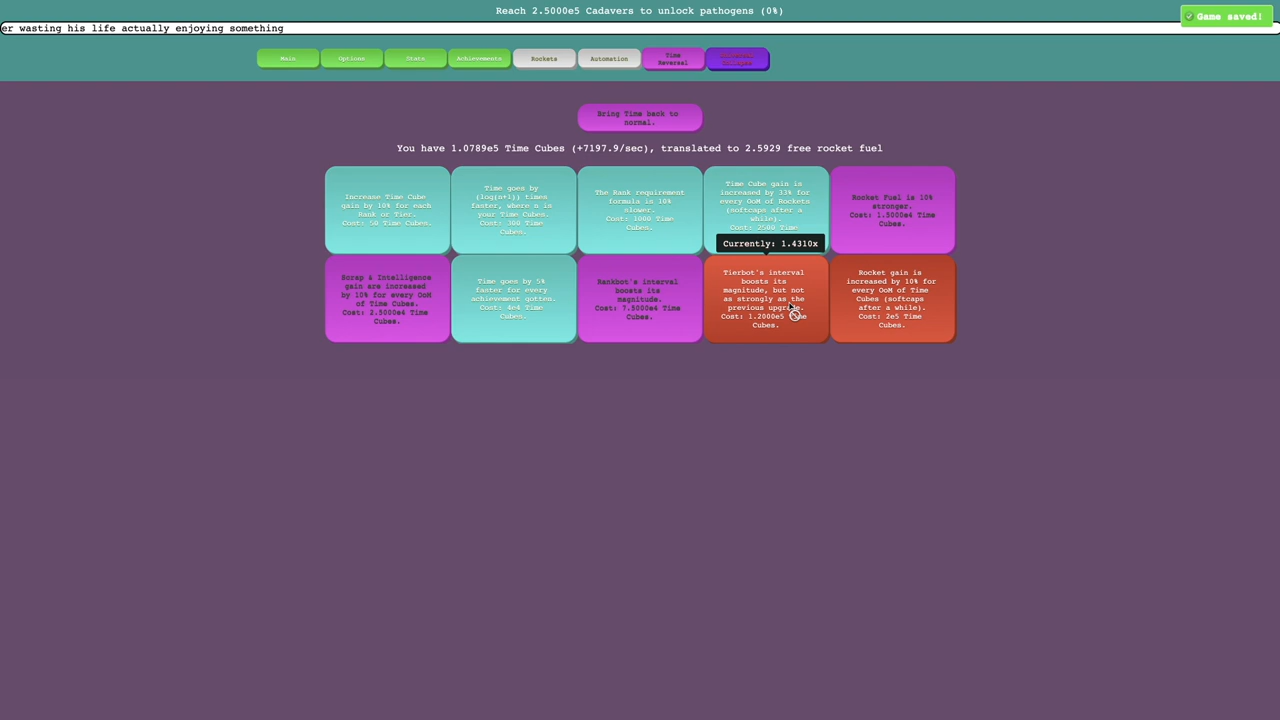 Reach 2.5000e5 Cadavers to unlock pathogens (0%)
Game saved!
er wasting his life actually enjoying something
Main
Options
Stats
Achievements
Rockets
Automation
Time
Reversal
Universal
Collapse
Bring Time back to
normal.
You have 1.0789e5 Time Cubes (+7197.9/sec), translated to 2.5929 free rocket fuel
Increase Time Cube
gain by 10% for each
Rank or Tier.
Cost: 50 Time Cubes.
Time goes by
(log(n+1)) times
faster, where n is
your Time Cubes.
Cost: 300 Time
Cubes.
The Rank requirement
formula is 10%
slower.
Cost: 1000 Time
Cubes.
Time Cube gain is
increased by 33% for
every OoM of Rockets
(softcaps after a
while).
Cost: 2500 Time
Rocket Fuel is 10%
stronger.
Cost: 1.5000e4 Time
Cubes.
Currently: 1.4310x
Scrap & Intelligence
gain are increased
by 10% for every OoM
of Time Cubes.
Cost: 2.5000e4 Time
Cubes.
Time goes by 5%
faster for every
achievement gotten.
Cost: 4e4 Time
Cubes.
Rankbot's interval
boosts its
magnitude.
Cost: 7.5000e4 Time
Cubes.
Tierbot's interval
boosts its
magnitude, but not
as strongly as the
previous upgrade.
Cost: 1.2000e5 Time
Cubes.
Rocket gain is
increased by 10% for
every OoM of Time
Cubes (softcaps
after a while).
Cost: 2e5 Time
Cubes.